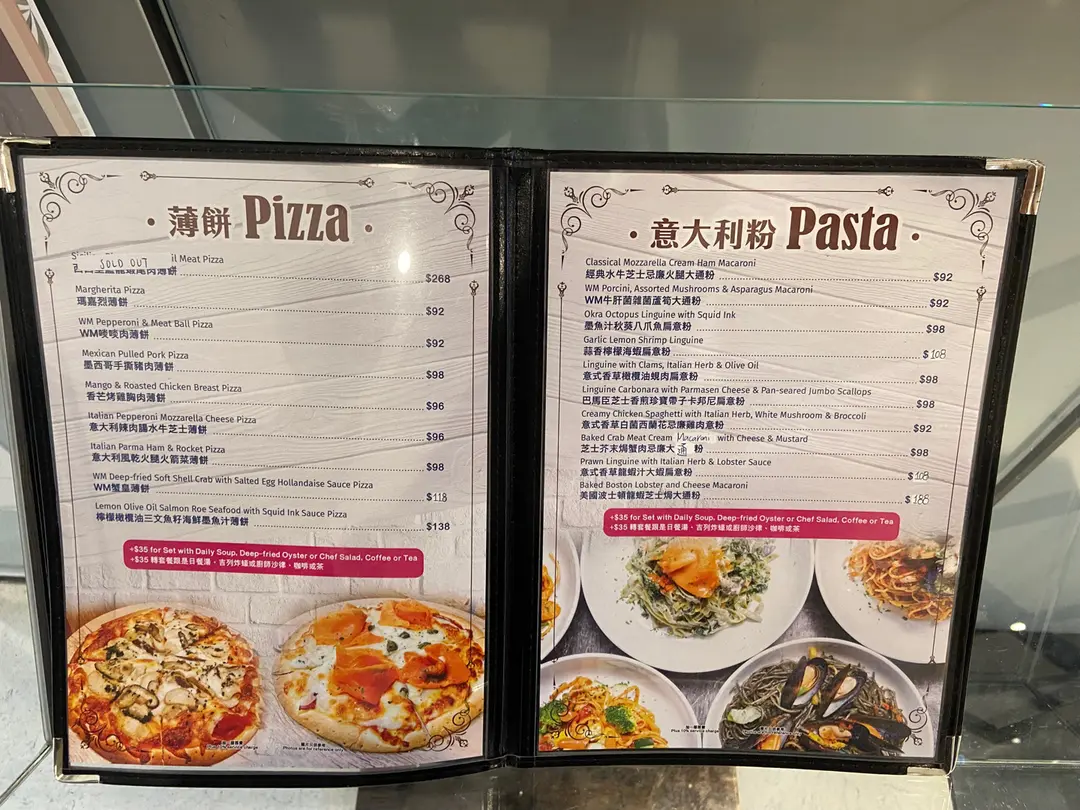 · 薄餅 Pizza ·
SOLD OUT il Meat Pizza
龍蝦尾肉薄餅 $268
Margherita Pizza
瑪嘉烈薄餅 $92
WM Pepperoni & Meat Ball Pizza
WM啖啖肉薄餅 $92
Mexican Pulled Pork Pizza
墨西哥手撕豬肉薄餅 $98
Mango & Roasted Chicken Breast Pizza
香芒烤雞胸肉薄餅 $96
Italian Pepperoni Mozzarella Cheese Pizza
意大利辣肉腸水牛芝士薄餅 $96
Italian Parma Ham & Rocket Pizza
意大利風乾火腿火箭菜薄餅 $98
WM Deep-fried Soft Shell Crab with Salted Egg Hollandaise Sauce Pizza
WM蟹皇薄餅 $118
Lemon Olive Oil Salmon Roe Seafood with Squid Ink Sauce Pizza
檸檬橄欖油三文魚籽海鮮墨魚汁薄餅 $138
+$35 for Set with Daily Soup, Deep-fried Oyster or Chef Salad, Coffee or Tea
+$35 轉套餐跟是日餐湯、吉列炸蠔或廚師沙律、咖啡或茶
Photos are for reference only
· 意大利粉 Pasta ·
Classical Mozzarella Cream Ham Macaroni
經典水牛芝士忌廉火腿大通粉 $92
WM Porcini, Assorted Mushrooms & Asparagus Macaroni
WM牛肝菌雜菌蘆筍大通粉 $92
Okra Octopus Linguine with Squid Ink
墨魚汁秋葵八爪魚扁意粉 $98
Garlic Lemon Shrimp Linguine
蒜香檸檬海蝦扁意粉 $108
Linguine with Clams, Italian Herb & Olive Oil
意式香草橄欖油蜆肉扁意粉 $98
Linguine Carbonara with Parmasen Cheese & Pan-seared Jumbo Scallops
巴馬臣芝士香煎珍寶帶子卡邦尼扁意粉 $98
Creamy Chicken Spaghetti with Italian Herb, White Mushroom & Broccoli
意式香草白菌西蘭花忌廉雞肉意粉 $92
Baked Crab Meat Cream Macaroni with Cheese & Mustard
芝士芥末焗蟹肉忌廉大通粉 $98
Prawn Linguine with Italian Herb & Lobster Sauce
意式香草龍蝦汁大蝦扁意粉 $108
Baked Boston Lobster and Cheese Macaroni
美國波士頓龍蝦芝士焗大通粉 $188
+$35 for Set with Daily Soup, Deep-fried Oyster or Chef Salad, Coffee or Tea
+$35 轉套餐跟是日餐湯、吉列炸蠔或廚師沙律、咖啡或茶
Plus 10% service charge